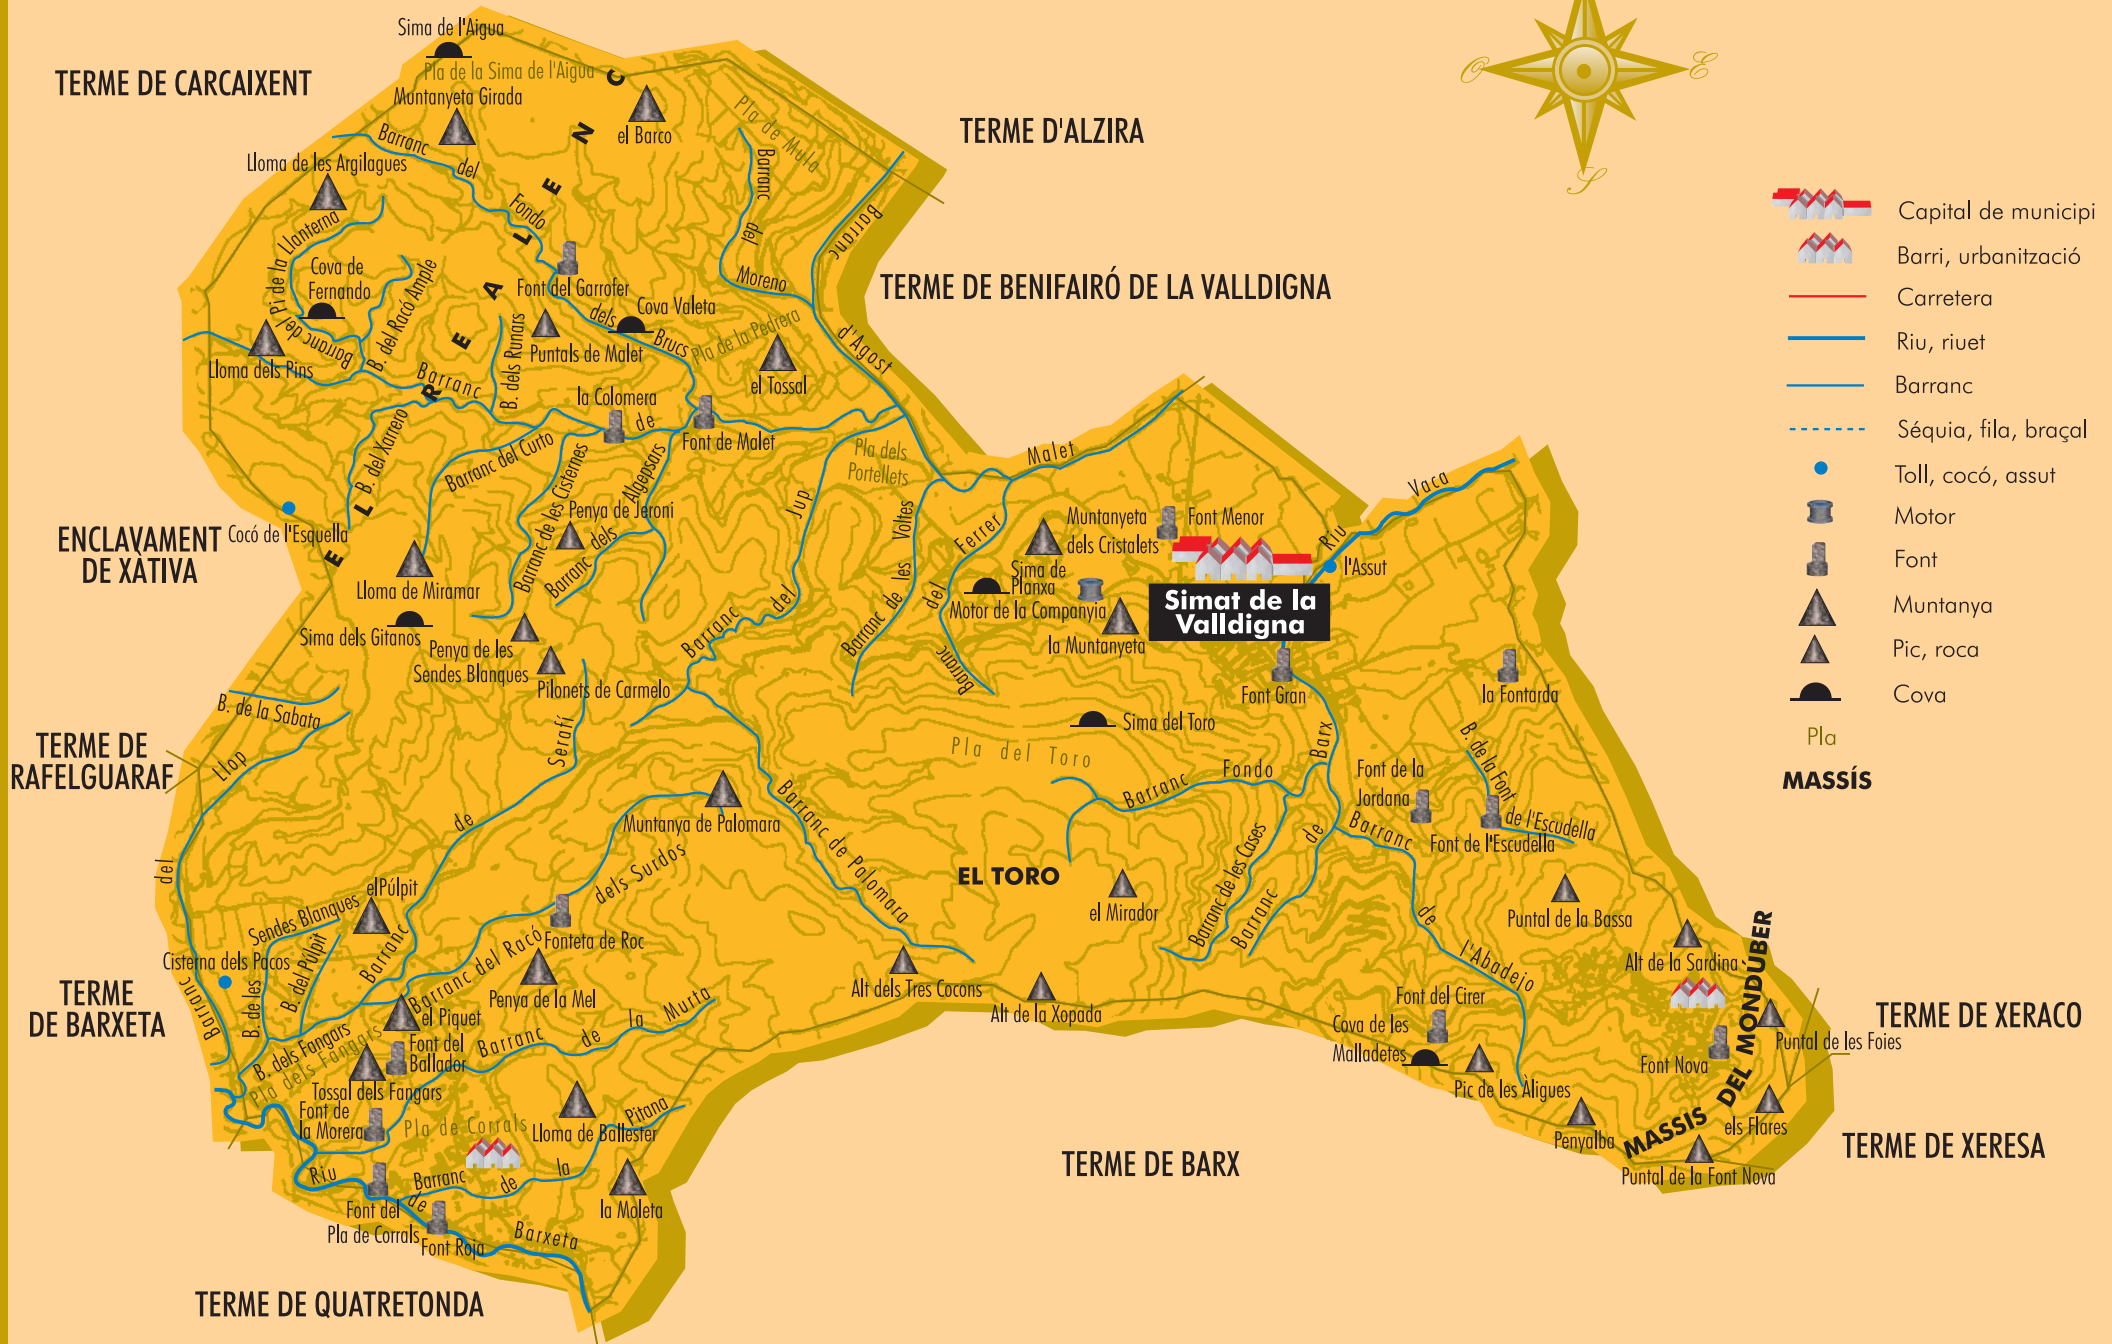 Sima de l'Aigua
Pla de la Sima de l'Aigua
Muntanyeta Girada
TERME DE CARCAIXENT
el Barco
Pla de Mula
TERME D'ALZIRA
Barranc del Fondo dels Brucs
Lloma de les Argilagues
Barranc del Moreno
Barranc d'Agost
Barranc del Pi de la Llanterna
Cova de
Fernando
B. del Racó Ample
Font del Garrofer
Cova Valeta
TERME DE BENIFAIRÓ DE LA VALLDIGNA
Pla de la Pedrera
Puntals de Malet
B. dels Runars
Lloma dels Pins
el Tossal
EL REALENC
Barranc de Malet
la Colomera
Font de Malet
B. del Xarrero
Barranc del Curto
Barranc de les Cisternes
Barranc dels Algepsars
Pla dels
Portellets
Cocó de l'Esquella
ENCLAVAMENT
DE XÀTIVA
Penya de Jeroni
Lloma de Miramar
Sima dels Gitanos
Penya de les
Sendes Blanques
Pilonets de Carmelo
Barranc del Jup
Barranc de les Voltes
Barranc del Ferrer
Muntanyeta
dels Cristalets
Font Menor
Sima de
Planxa
Motor de la Companyia
la Muntanyeta
Simat de la
Valldigna
Riu Vaca
l'Assut
Font Gran
la Fontarda
Sima del Toro
Pla del Toro
B. de la Sabata
TERME DE
RAFELGUARAF
Barranc del Llop
Barranc de Serafí
Muntanya de Palomara
Barranc de Palomara
Barranc Fondo
Barranc de Barx
Font de la
Jordana
B. de la Font de l'Escudella
Font de l'Escudella
Barranc de l'Abadejo
EL TORO
el Mirador
Barranc de les Cases
Puntal de la Bassa
Alt de la Sardina
el Púlpit
B. de les Sendes Blanques
B. del Púlpit
Cisterna dels Pacos
Barranc del Racó dels Surdos
Fonteta de Roc
Penya de la Mel
Alt dels Tres Cocons
Alt de la Xopada
TERME
DE BARXETA
el Piquet
Font del
Ballador
B. dels Fangars
Pla dels Fangars
Tossal dels Fangars
Barranc de la Murta
Font de
la Morera
Pla de Corrals
Lloma de Ballester
Barranc de la Pitana
Riu de Barxeta
Font del
Pla de Corrals
Font Roja
la Moleta
TERME DE QUATRETONDA
TERME DE BARX
Font del Cirer
Cova de les
Malladetes
Pic de les Àligues
Penyalba
MASSIS DEL MONDÚBER
Font Nova
Puntal de les Foies
els Flares
Puntal de la Font Nova
TERME DE XERACO
TERME DE XERESA
O
E
S
Capital de municipi
Barri, urbanització
Carretera
Riu, riuet
Barranc
Séquia, fila, braçal
Toll, cocó, assut
Motor
Font
Muntanya
Pic, roca
Cova
Pla
MASSÍS